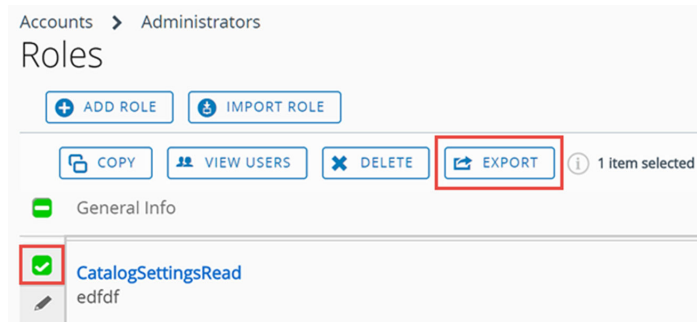 Accounts > Administrators
Roles
ADD ROLE IMPORT ROLE
COPY VIEW USERS DELETE EXPORT i 1 item selected
General Info
CatalogSettingsRead
edfdf